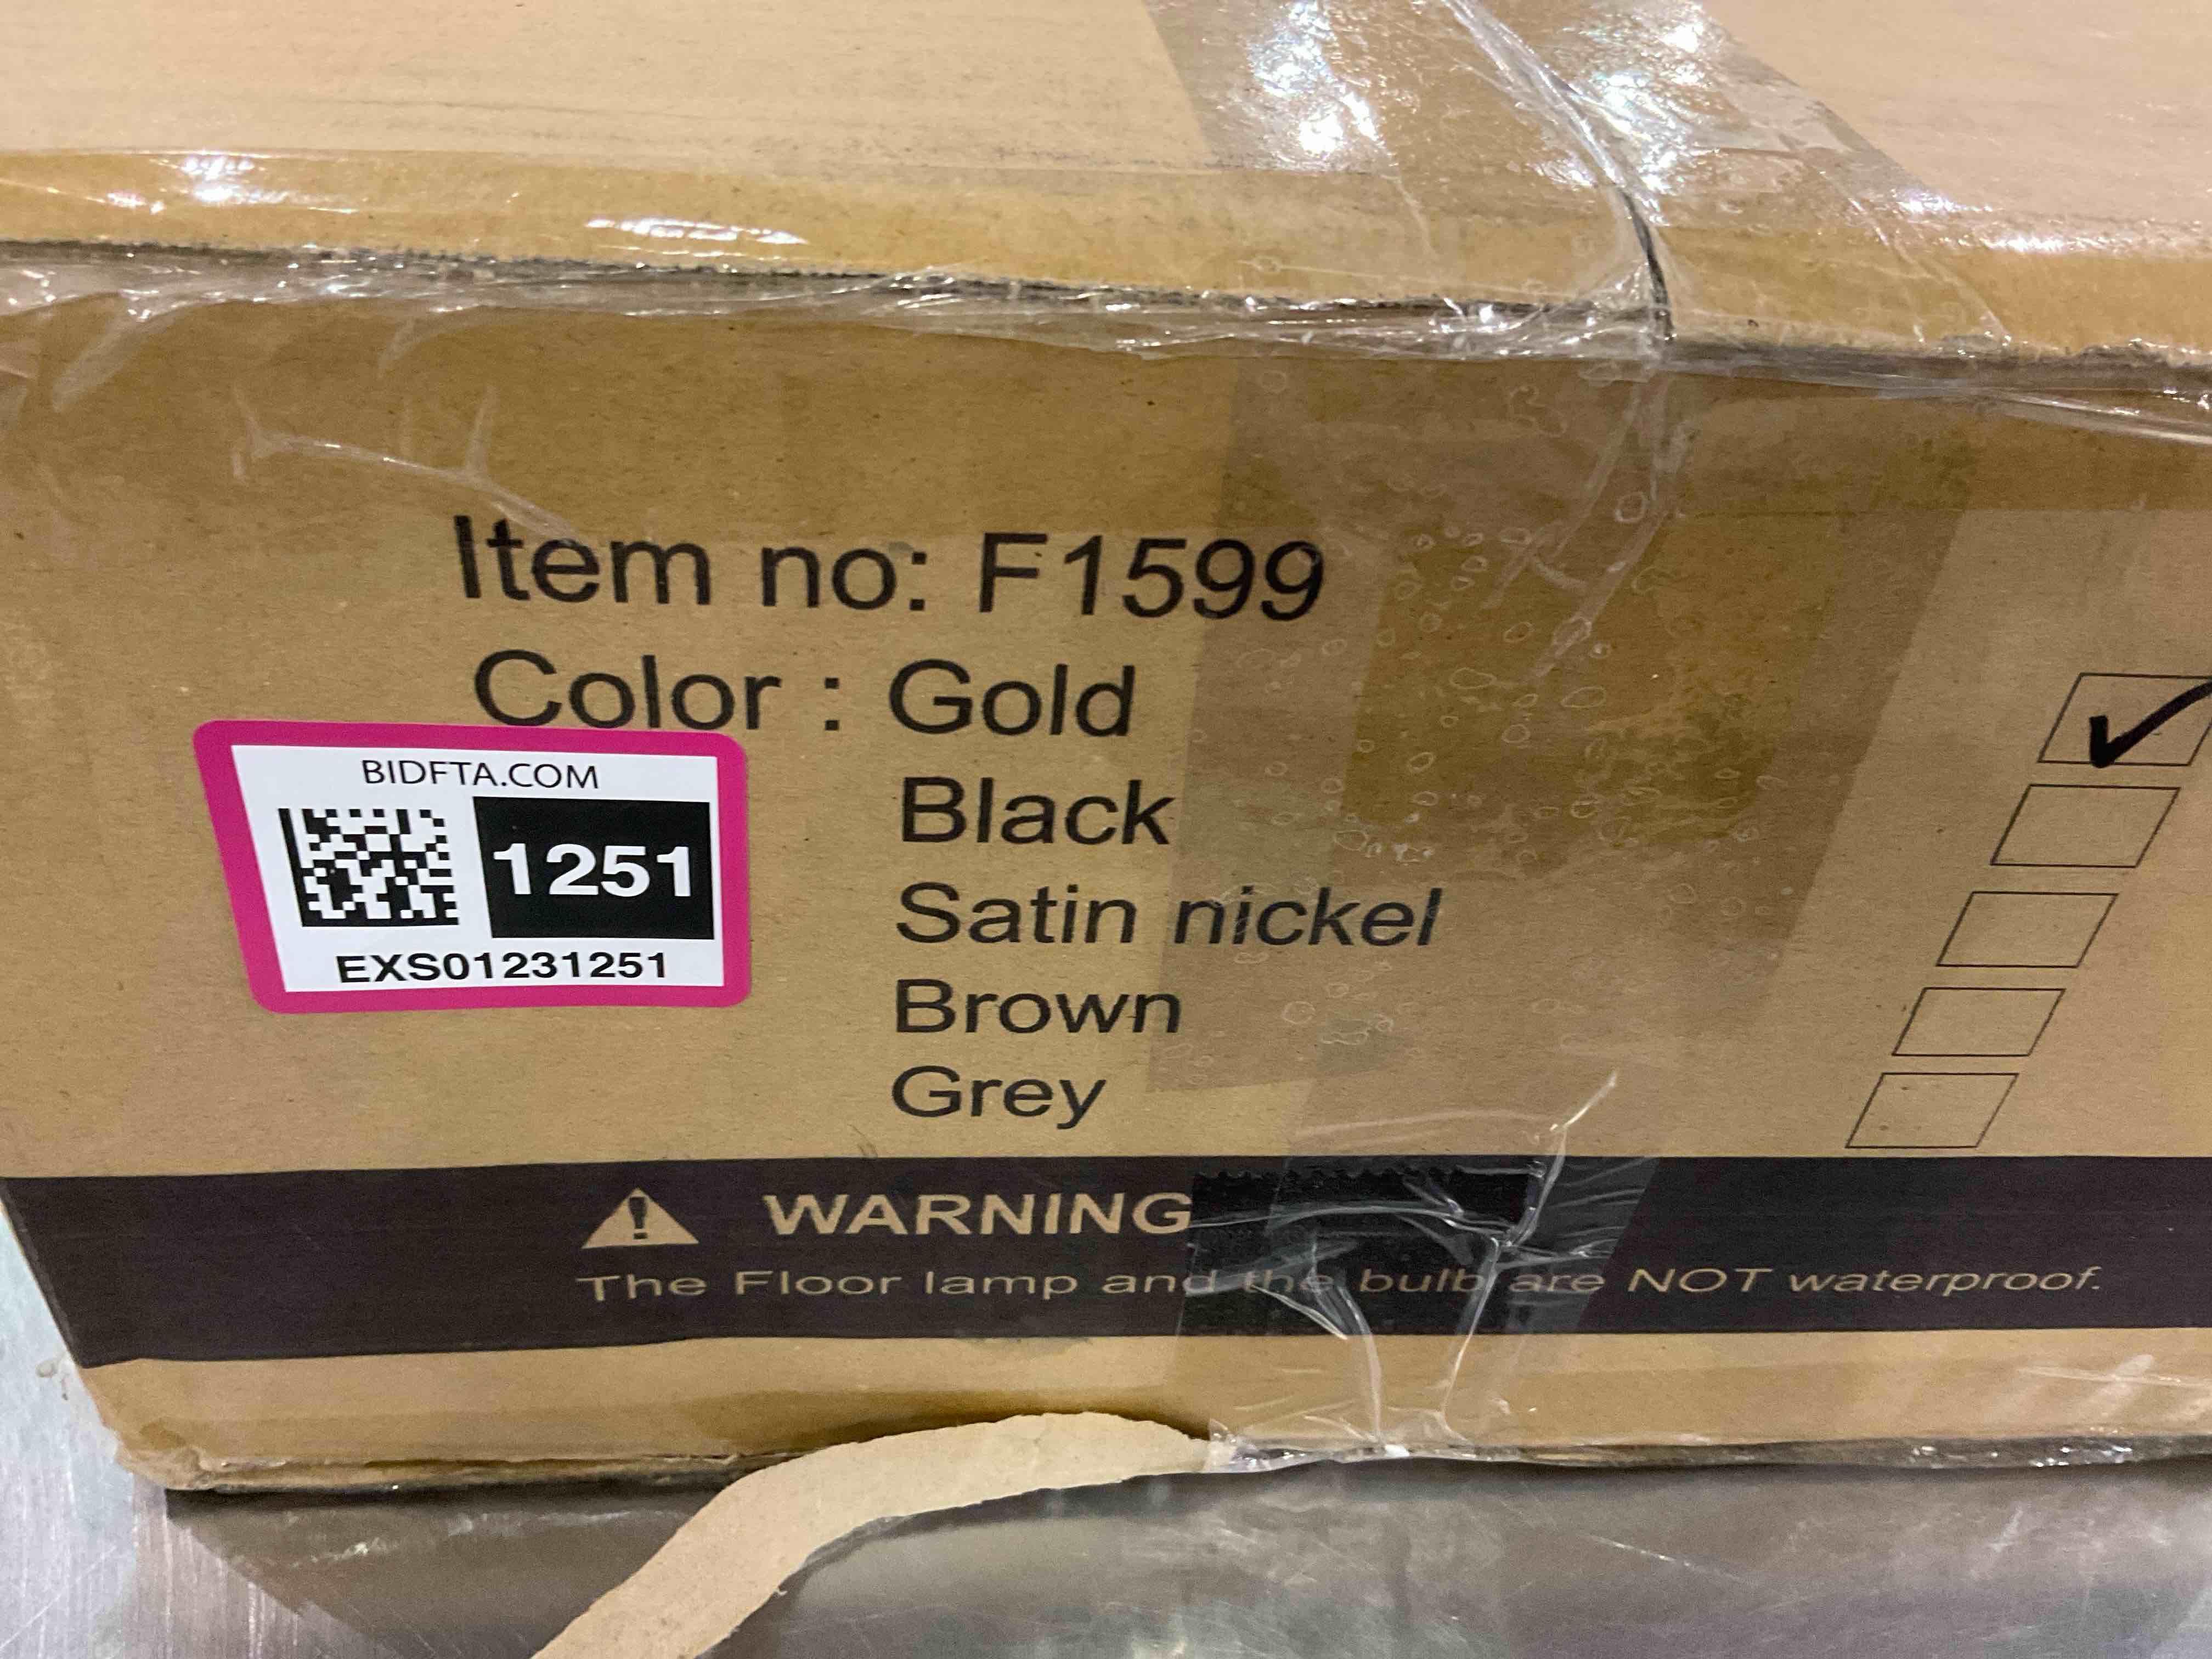 Item no: F1599
Color : Gold
Black
Satin nickel
Brown
Grey
BIDFTA.COM
1251
EXS01231251
WARNING
The Floor lamp and the bulb are NOT waterproof.